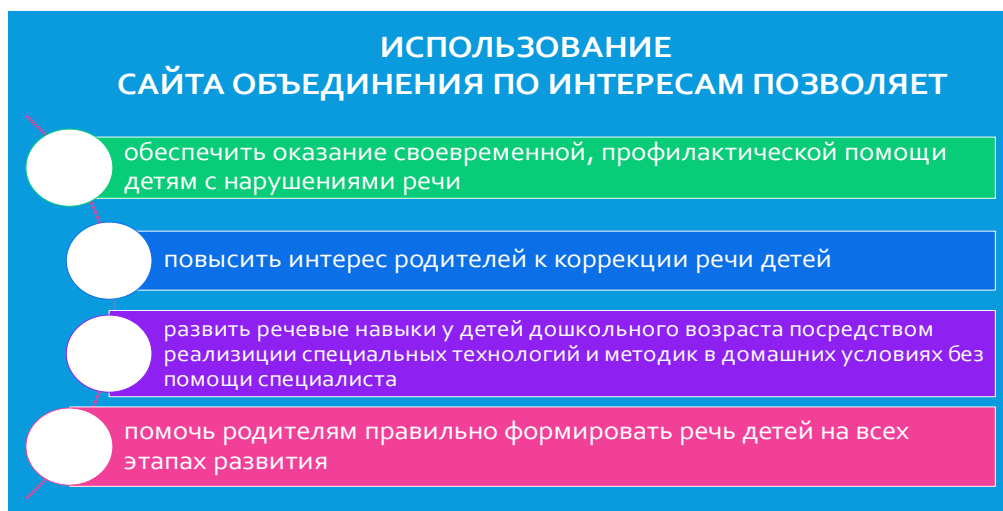 ИСПОЛЬЗОВАНИЕ
САЙТА ОБЪЕДИНЕНИЯ ПО ИНТЕРЕСАМ ПОЗВОЛЯЕТ
обеспечить оказание своевременной, профилактической помощи
детям с нарушениями речи
повысить интерес родителей к коррекции речи детей
развить речевые навыки у детей дошкольного возраста посредством
реализиции специальных технологий и методик в домашних условиях без
помощи специалиста
помочь родителям правильно формировать речь детей на всех
этапах развития